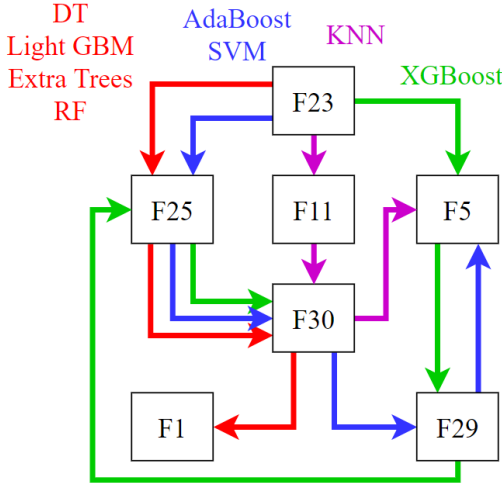 DT
Light GBM
Extra Trees
RF
AdaBoost
SVM
KNN
XGBoost
F23
F25
F11
F5
F30
F1
F29